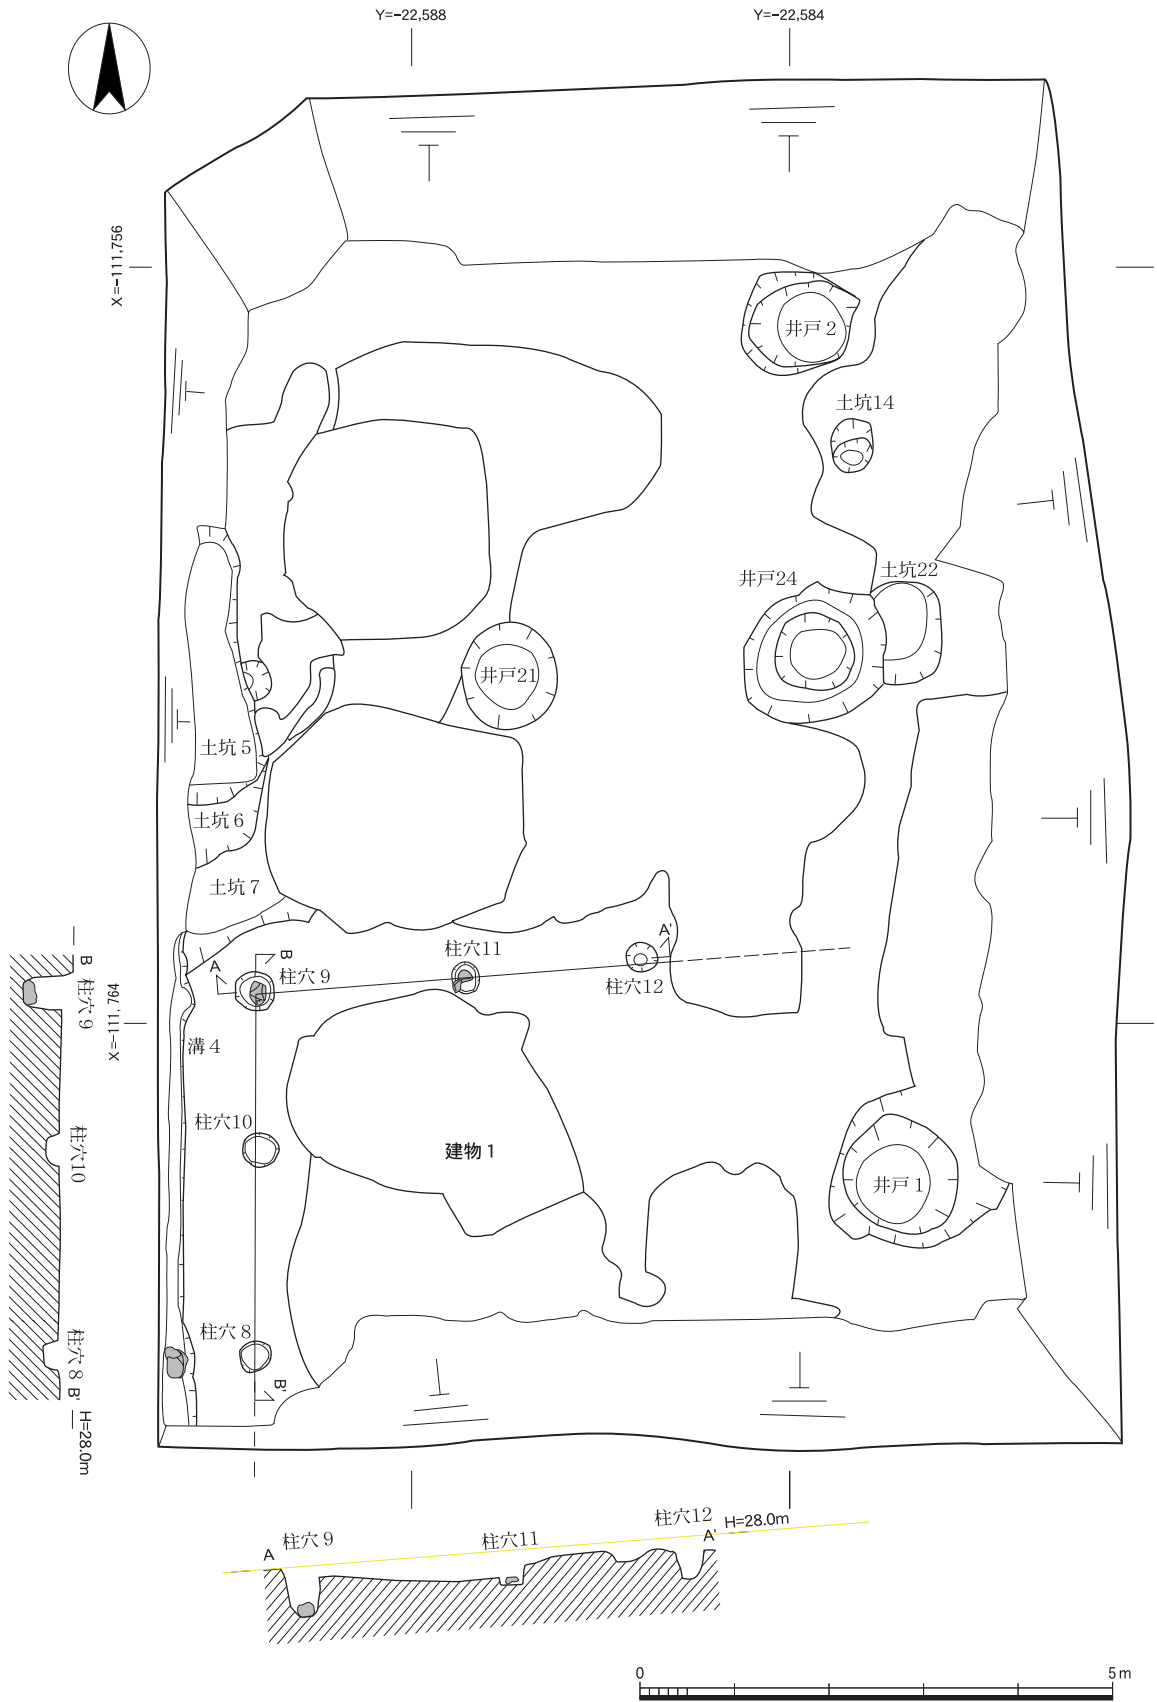 Y=-22,588
Y=-22,584
X=-111,756
井戸2
土坑14
井戸24
土坑22
井戸21
土坑5
土坑6
土坑7
A'
柱穴11
B
A
柱穴9
柱穴12
B
柱穴9
X=-111,764
溝4
柱穴10
柱穴10
建物1
井戸1
柱穴8
柱穴8
B'
B'
H=28.0m
柱穴12
H=28.0m
柱穴9
柱穴11
A'
A
0
5m